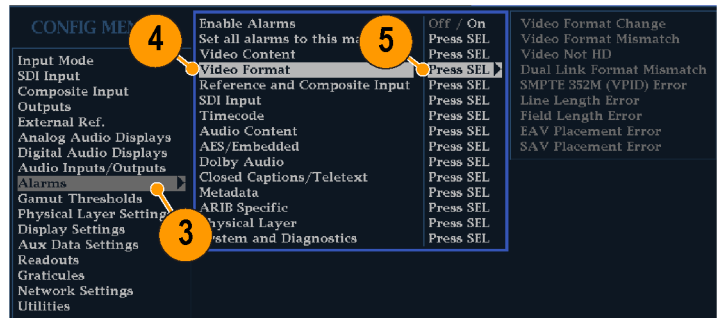 CONFIG ME
Input Mode
SDI Input
Composite Input
Outputs
External Ref.
Analog Audio Displays
Digital Audio Displays
Audio Inputs/Outputs
Alarms
Gamut Thresholds
Physical Layer Setting
Display Settings
Aux Data Settings
Readouts
Graticules
Network Settings
Utilities
3
4
Enable Alarms Off / On
Set all alarms to this ma Press SEL
Video Content Press SEL
Video Format Press SEL
Reference and Composite Input Press SEL
SDI Input Press SEL
Timecode Press SEL
Audio Content Press SEL
AES/Embedded Press SEL
Dolby Audio Press SEL
Closed Captions/Teletext Press SEL
Metadata Press SEL
ARIB Specific Press SEL
hysical Layer Press SEL
ystem and Diagnostics Press SEL
5
Video Format Change
Video Format Mismatch
Video Not HD
Dual Link Format Mismatch
SMPTE 352M (VPID) Error
Line Length Error
Field Length Error
EAV Placement Error
SAV Placement Error